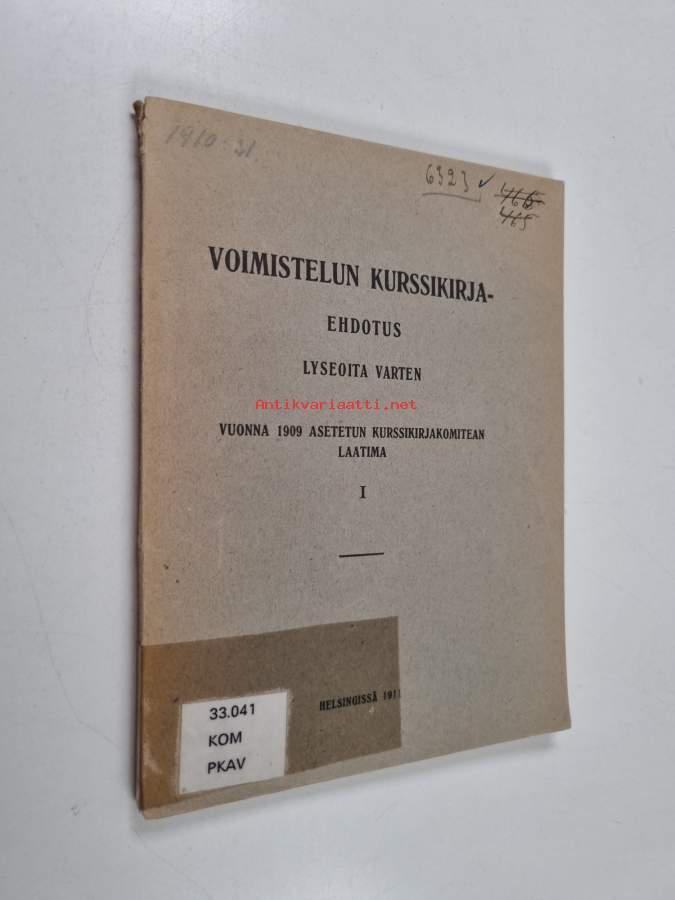 1910:21.
6323 ✓
466
465
VOIMISTELUN KURSSIKIRJA-
EHDOTUS
LYSEOITA VARTEN
Antikvariaatti.net
VUONNA 1909 ASETETUN KURSSIKIRJAKOMITEAN
LAATIMA
I
HELSINGISSÄ 1911
33.041
KOM
PKAV